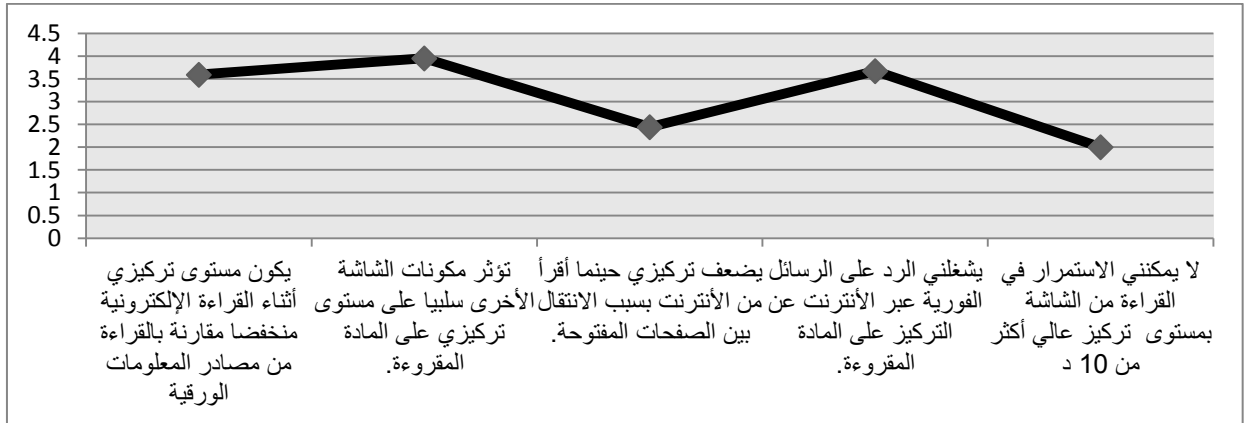 4.5
4
3.5
3
2.5
2
1.5
1
0.5
0
يكون مستوى تركيزي
أثناء القراءة الإلكترونية
منخفضا مقارنة بالقراءة
من مصادر المعلومات
الورقية
تؤثر مكونات الشاشة
الأخرى سلبيا على مستوى
تركيزي على المادة
المقروءة.
يضعف تركيزي حينما أقرأ
من الأنترنت بسبب الانتقال
بين الصفحات المفتوحة.
يشغلني الرد على الرسائل
الفورية عبر الأنترنت عن
التركيز على المادة
المقروءة.
لا يمكنني الاستمرار في
القراءة من الشاشة
بمستوى تركيز عالي أكثر
من 10 د